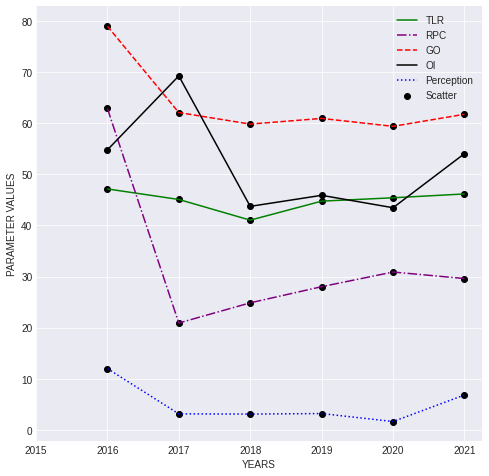 80
70
60
50
40
30
20
10
0
PARAMETER VALUES
2015 2016 2017 2018 2019 2020 2021
YEARS
TLR
RPC
GO
OI
Perception
Scatter